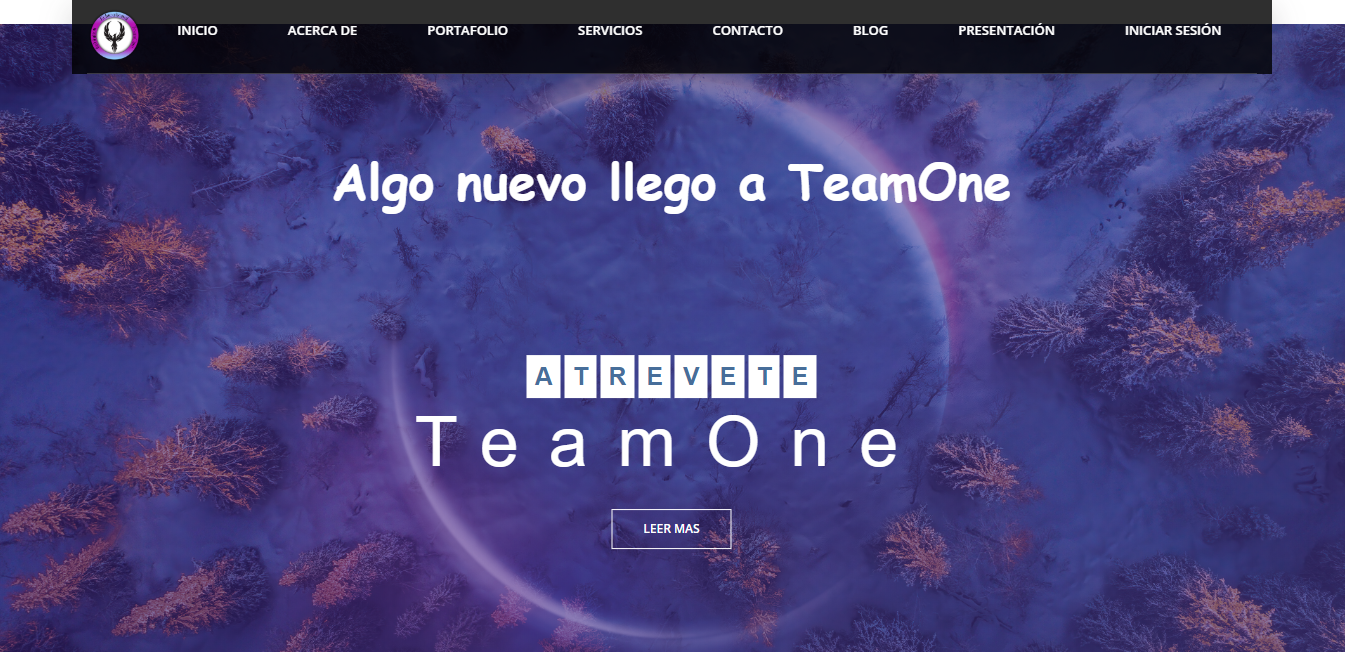 INICIO ACERCA DE PORTAFOLIO SERVICIOS CONTACTO BLOG PRESENTACIÓN INICIAR SESIÓN
Algo nuevo llego a TeamOne
ATREVETE
TeamOne
LEER MAS